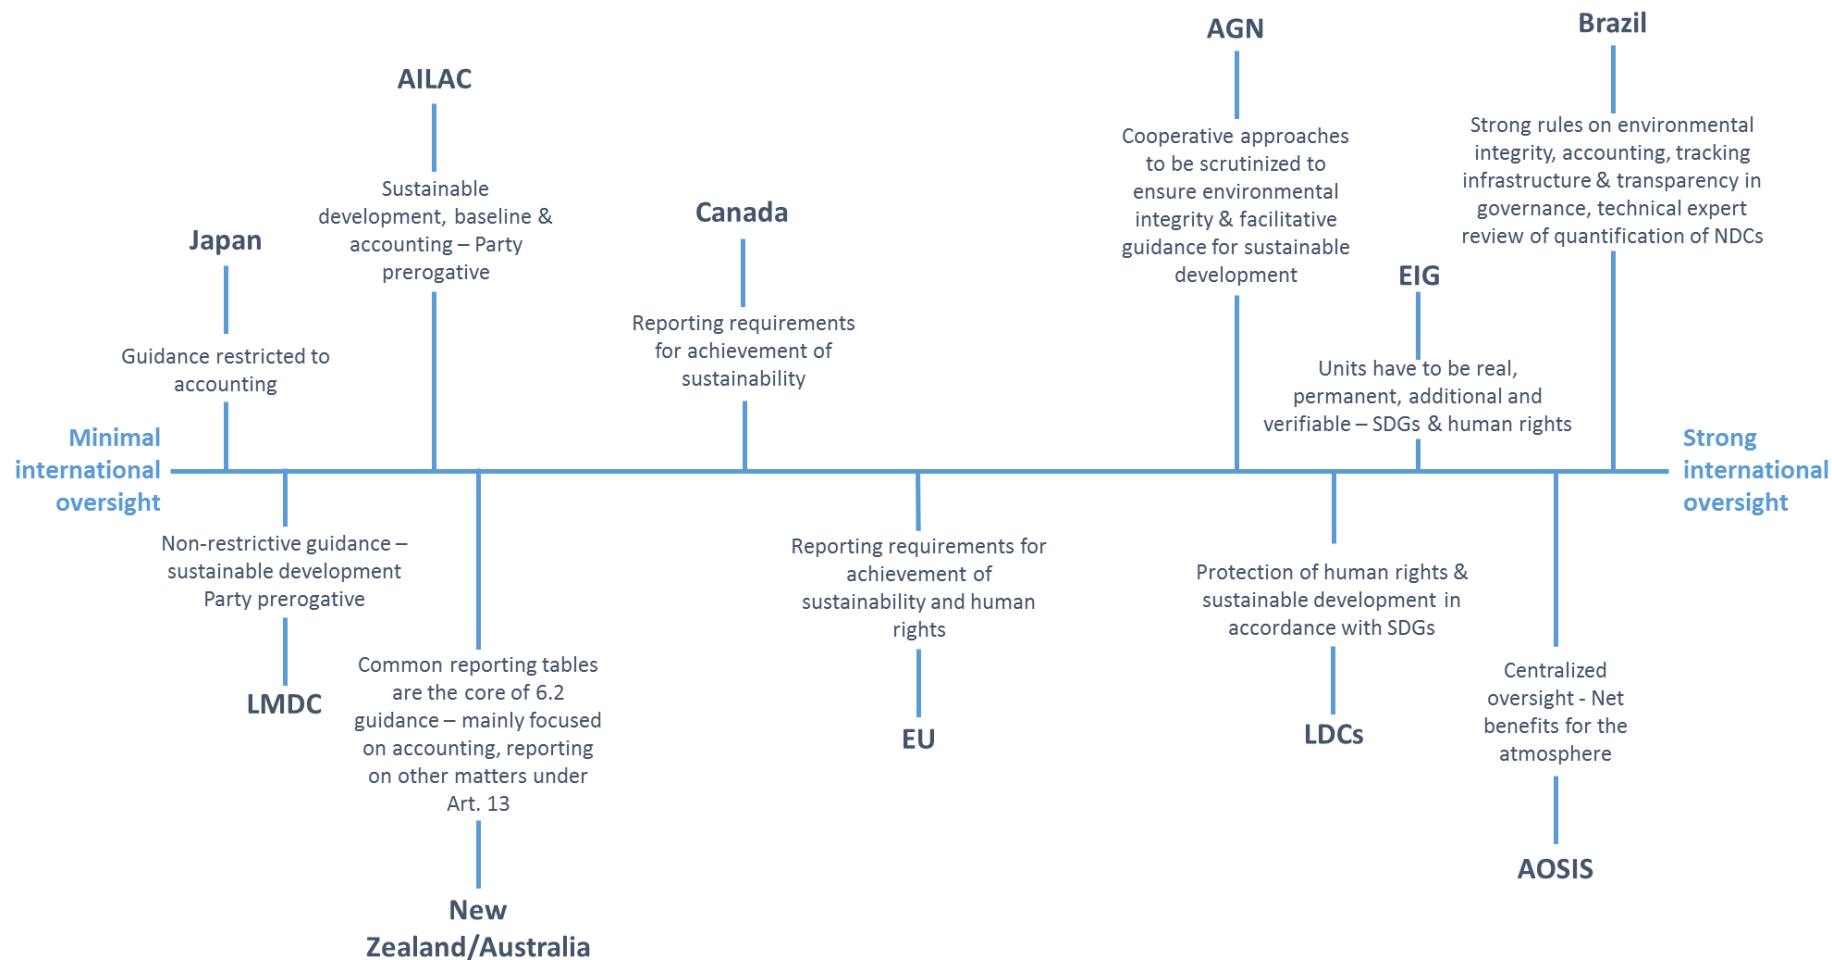 Minimal
international
oversight
Japan
Guidance restricted to
accounting
Non-restrictive guidance –
sustainable development
Party prerogative
LMDC
AILAC
Sustainable
development, baseline &
accounting – Party
prerogative
Common reporting tables
are the core of 6.2
guidance – mainly focused
on accounting, reporting
on other matters under
Art. 13
New
Zealand/Australia
Canada
Reporting requirements
for achievement of
sustainability
Reporting requirements for
achievement of
sustainability and human
rights
EU
AGN
Cooperative approaches
to be scrutinized to
ensure environmental
integrity & facilitative
guidance for sustainable
development
Protection of human rights &
sustainable development in
accordance with SDGs
LDCs
EIG
Units have to be real,
permanent, additional and
verifiable – SDGs & human rights
Centralized
oversight - Net
benefits for the
atmosphere
AOSIS
Brazil
Strong rules on environmental
integrity, accounting, tracking
infrastructure & transparency in
governance, technical expert
review of quantification of NDCs
Strong
international
oversight